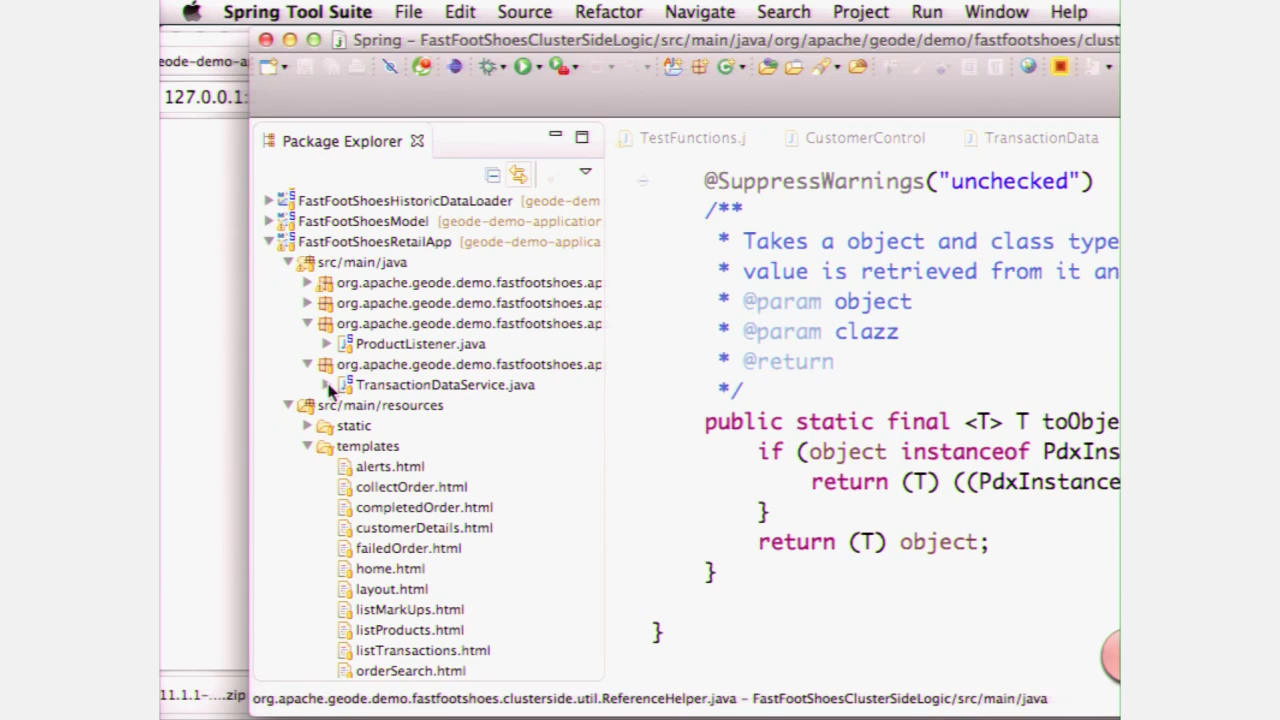 Spring Tool Suite File Edit Source Refactor Navigate Search Project Run Window Help
Spring – FastFootShoesClusterSideLogic/src/main/java/org/apache/geode/demo/fastfootshoes/clust
eode-demo-a
127.0.0.1:
Package Explorer
TestFunctions.j CustomerControl TransactionData
FastFootShoesHistoricDataLoader [geode-dem
FastFootShoesModel [geode-demo-application
FastFootShoesRetailApp [geode-demo-applica
src/main/java
org.apache.geode.demo.fastfootshoes.ap
org.apache.geode.demo.fastfootshoes.ap
org.apache.geode.demo.fastfootshoes.ap
ProductListener.java
org.apache.geode.demo.fastfootshoes.ap
TransactionDataService.java
src/main/resources
static
templates
alerts.html
collectOrder.html
completedOrder.html
customerDetails.html
failedOrder.html
home.html
layout.html
listMarkUps.html
listProducts.html
listTransactions.html
orderSearch.html
@SuppressWarnings("unchecked")
/**
* Takes a object and class type
* value is retrieved from it an
* @param object
* @param clazz
* @return
*/
public static final <T> T toObje
if (object instanceof PdxIns
return (T) ((PdxInstance
}
return (T) object;
}
}
11.1.1-....zip
org.apache.geode.demo.fastfootshoes.clusterside.util.ReferenceHelper.java – FastFootShoesClusterSideLogic/src/main/java